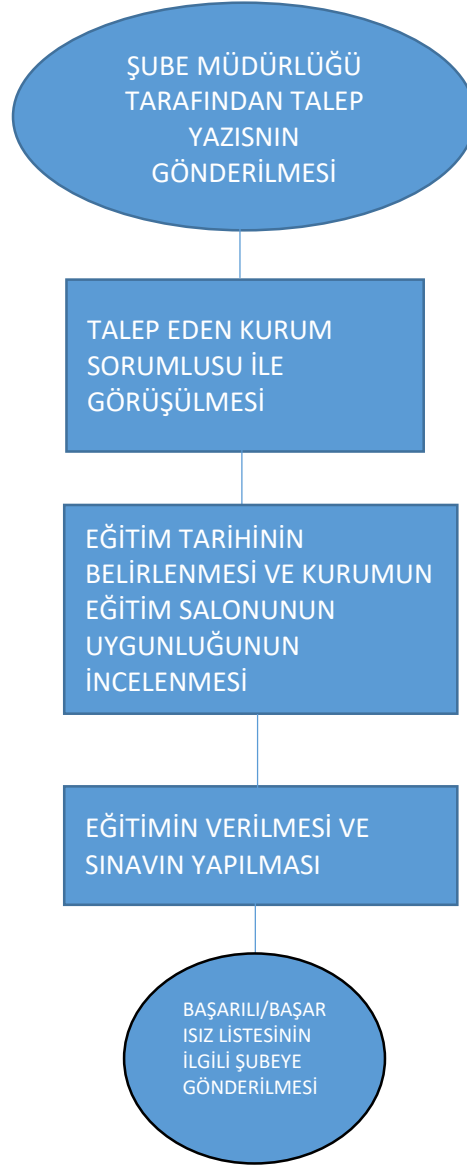 ŞUBE MÜDÜRLÜĞÜ
TARAFINDAN TALEP
YAZISNIN
GÖNDERİLMESİ
TALEP EDEN KURUM
SORUMLUSU İLE
GÖRÜŞÜLMESİ
EĞİTİM TARİHİNİN
BELİRLENMESİ VE KURUMUN
EĞİTİM SALONUNUN
UYGUNLUĞUNUN
İNCELENMESİ
EĞİTİMİN VERİLMESİ VE
SINAVIN YAPILMASI
BAŞARILI/BAŞAR
ISIZ LİSTESİNİN
İLGİLİ ŞUBEYE
GÖNDERİLMESİ